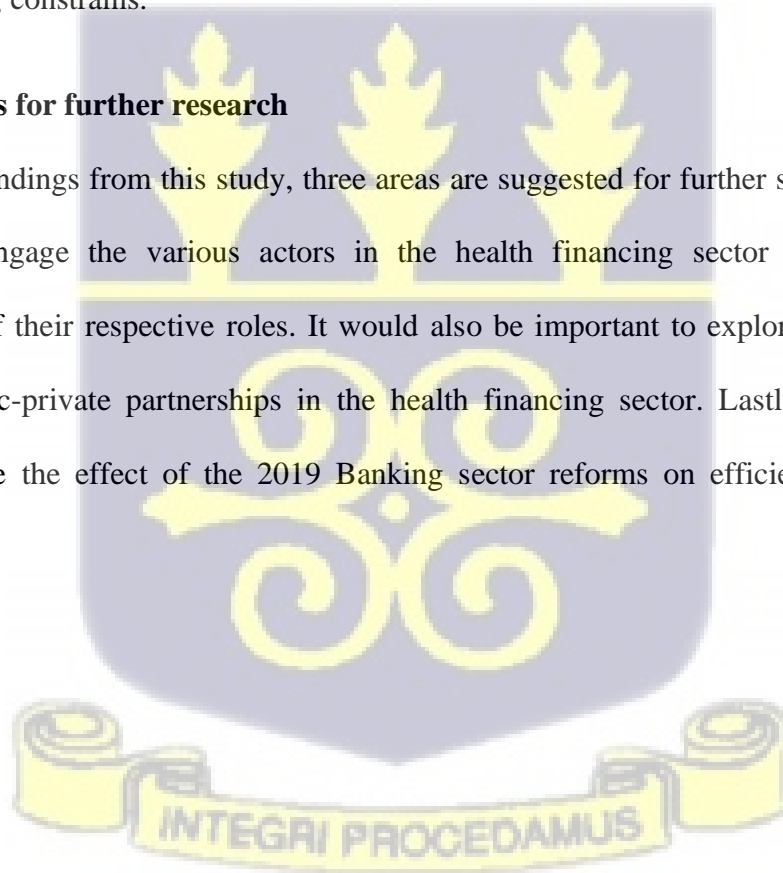 g constrains.
s for further research
ndings from this study, three areas are suggested for further s
ngage the various actors in the health financing sector
f their respective roles. It would also be important to explor
c-private partnerships in the health financing sector. Lastl
e the effect of the 2019 Banking sector reforms on efficie
INTEGRI PROCEDAMUS